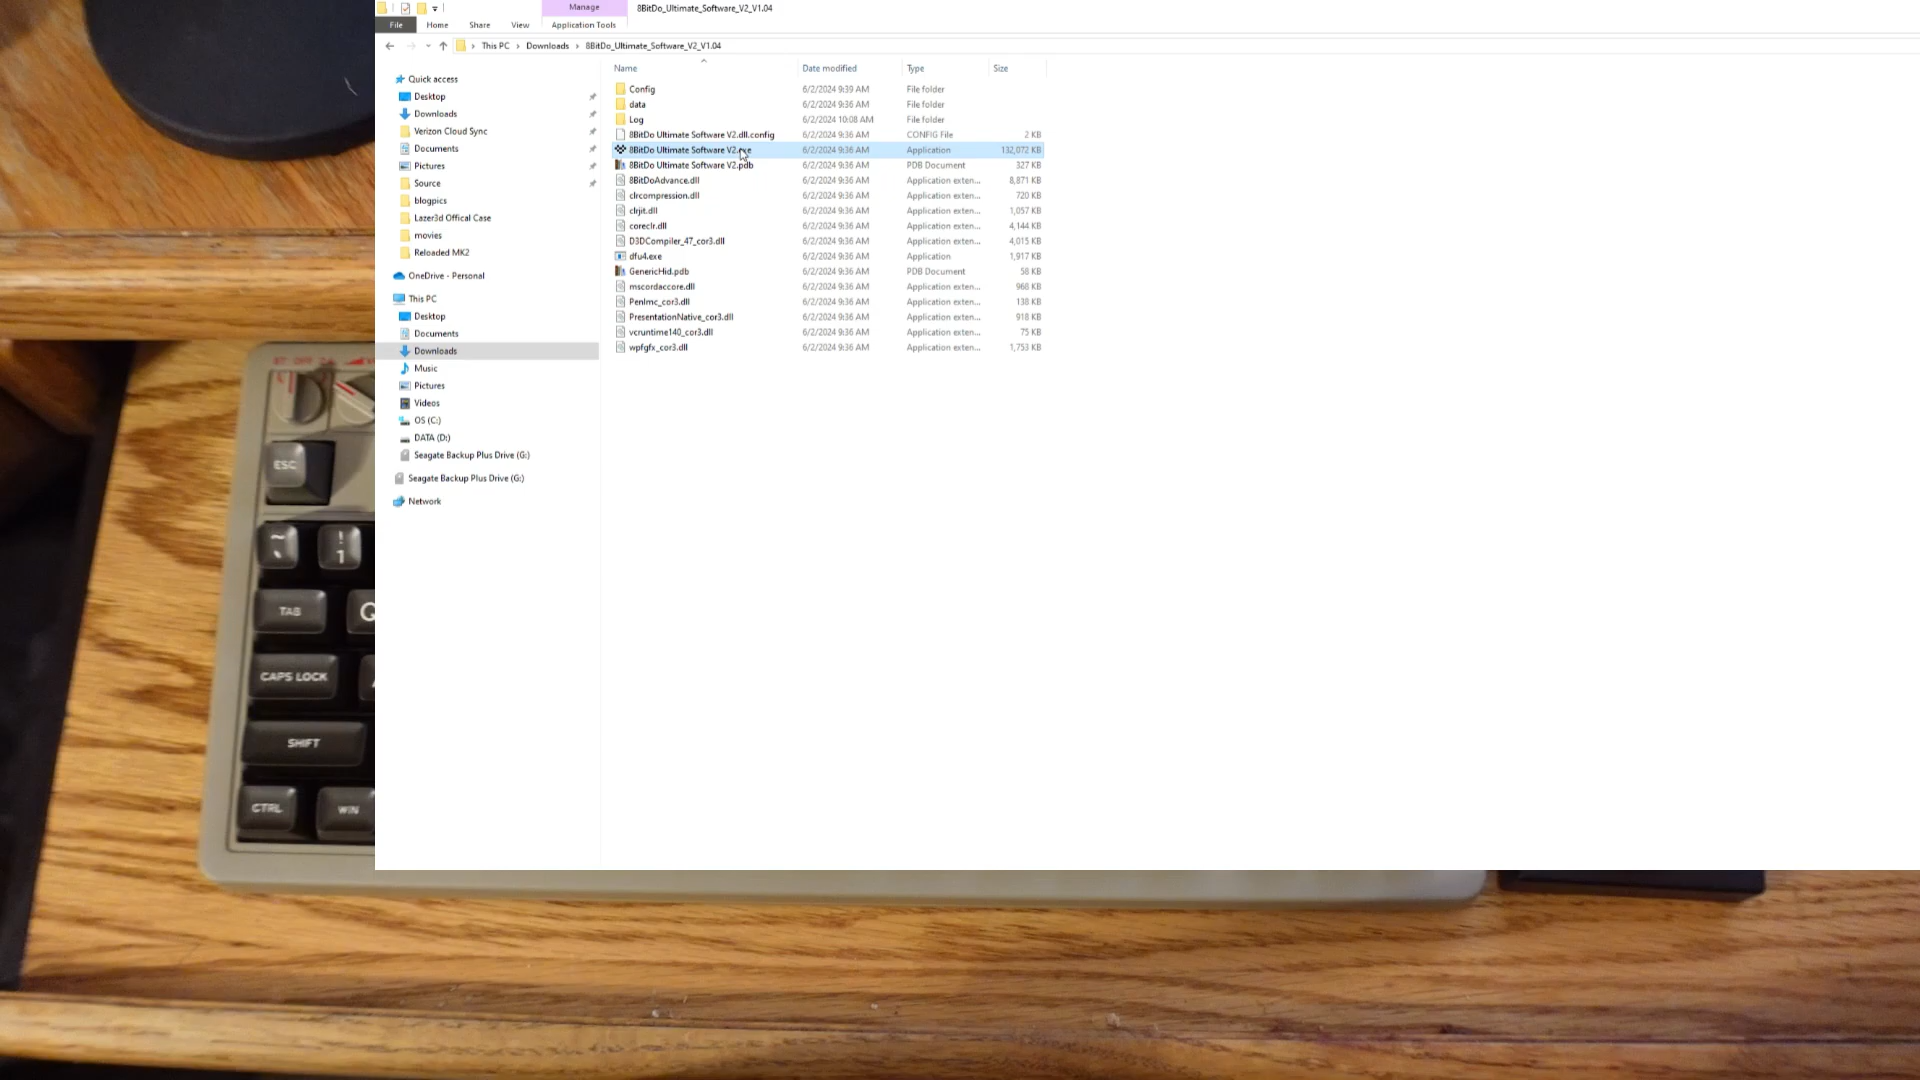 Manage
8BitDo_Ultimate_Software_V2_V1.04
File Home Share View Application Tools
This PC > Downloads > 8BitDo_Ultimate_Software_V2_V1.04
Name Date modified Type Size
Quick access
Desktop
Downloads
Verizon Cloud Sync
Documents
Pictures
Source
blogpics
Lazer3d Offical Case
movies
Reloaded MK2
OneDrive - Personal
This PC
Desktop
Documents
Downloads
Music
Pictures
Videos
OS (C:)
DATA (D:)
Seagate Backup Plus Drive (G:)
Seagate Backup Plus Drive (G:)
Network
Config 6/2/2024 9:39 AM File folder
data 6/2/2024 9:36 AM File folder
Log 6/2/2024 10:08 AM File folder
8BitDo Ultimate Software V2.dll.config 6/2/2024 9:36 AM CONFIG File 2 KB
8BitDo Ultimate Software V2.exe 6/2/2024 9:36 AM Application 132,072 KB
8BitDo Ultimate Software V2.pdb 6/2/2024 9:36 AM PDB Document 327 KB
8BitDoAdvance.dll 6/2/2024 9:36 AM Application exten... 8,871 KB
clrcompression.dll 6/2/2024 9:36 AM Application exten... 720 KB
clrjit.dll 6/2/2024 9:36 AM Application exten... 1,057 KB
coreclr.dll 6/2/2024 9:36 AM Application exten... 4,144 KB
D3DCompiler_47_cor3.dll 6/2/2024 9:36 AM Application exten... 4,015 KB
dfu4.exe 6/2/2024 9:36 AM Application 1,917 KB
GenericHid.pdb 6/2/2024 9:36 AM PDB Document 58 KB
mscordaccore.dll 6/2/2024 9:36 AM Application exten... 968 KB
PenImc_cor3.dll 6/2/2024 9:36 AM Application exten... 138 KB
PresentationNative_cor3.dll 6/2/2024 9:36 AM Application exten... 918 KB
vcruntime140_cor3.dll 6/2/2024 9:36 AM Application exten... 75 KB
wpfgfx_cor3.dll 6/2/2024 9:36 AM Application exten... 1,753 KB
ESC
~ ` ! 1
TAB Q
CAPS LOCK
SHIFT
CTRL WIN